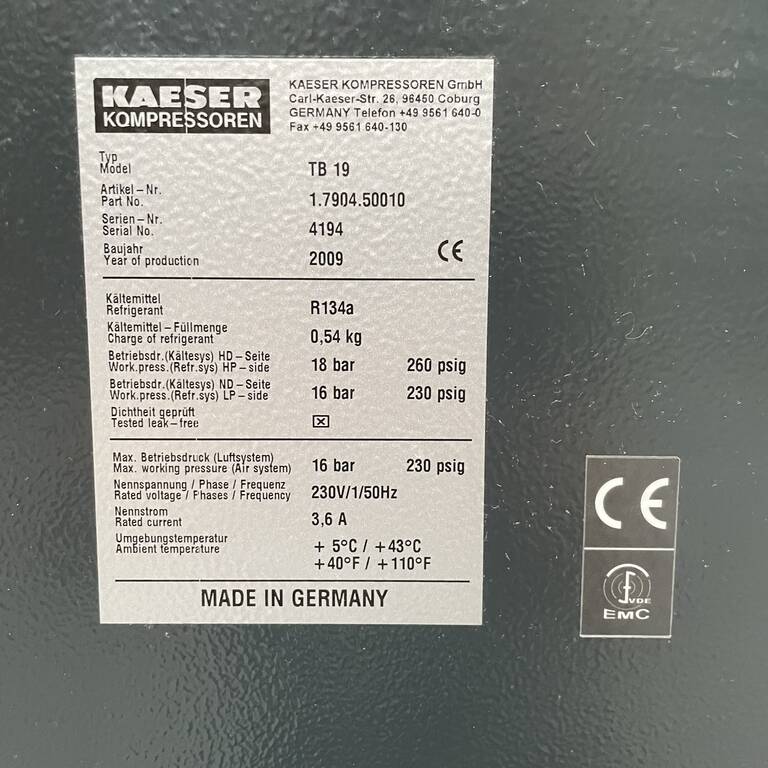 KAESER
KOMPRESSOREN
KAESER KOMPRESSOREN GmbH
Carl-Kaeser-Str. 26, 96450 Coburg
GERMANY Telefon +49 9561 640-0
Fax +49 9561 640-130
Typ
Model TB 19
Artikel – Nr.
Part No. 1.7904.50010
Serien – Nr.
Serial No. 4194
Baujahr
Year of production 2009 CE
Kältemittel
Refrigerant R134a
Kältemittel – Füllmenge
Charge of refrigerant 0,54 kg
Betriebsdr.(Kältesys) HD – Seite
Work.press.(Refr.sys) HP – side 18 bar 260 psig
Betriebsdr.(Kältesys) ND – Seite
Work.press.(Refr.sys) LP – side 16 bar 230 psig
Dichtheit geprüft
Tested leak – free ☒
Max. Betriebsdruck (Luftsystem)
Max. working pressure (Air system) 16 bar 230 psig
Nennspannung / Phase / Frequenz
Rated voltage / Phases / Frequency 230V/1/50Hz
Nennstrom
Rated current 3,6 A
Umgebungstemperatur
Ambient temperature + 5°C / +43°C
+40°F / +110°F
MADE IN GERMANY
CE
VDE
EMC